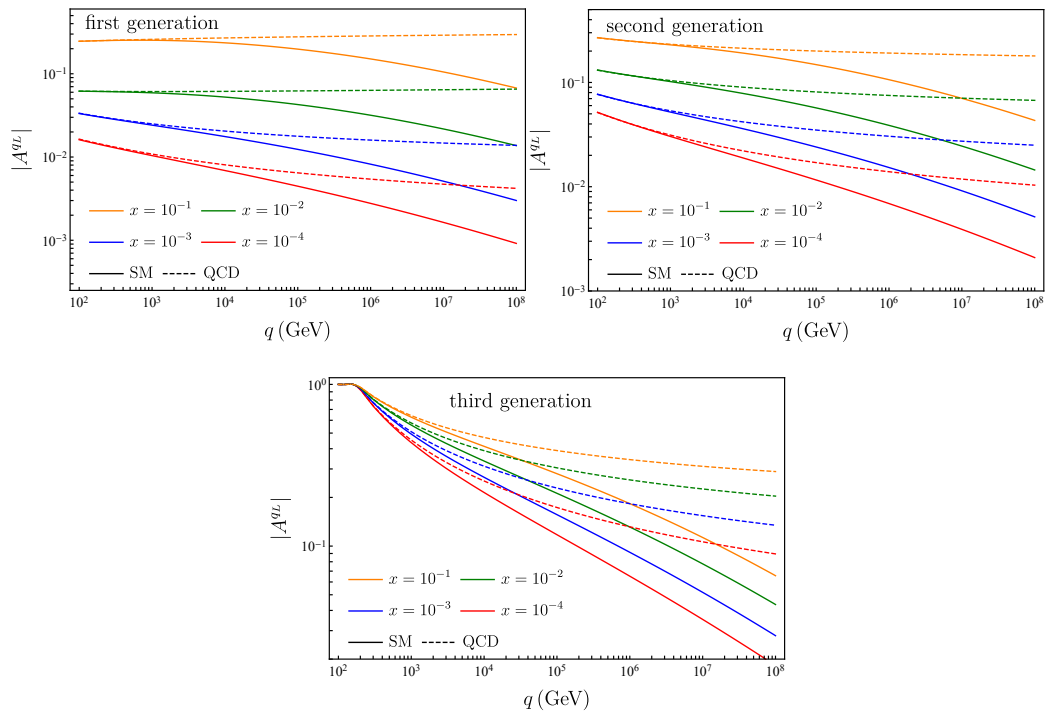 first generation
|A^{q_L}|
10^{-1}
10^{-2}
10^{-3}
x = 10^{-1} x = 10^{-2}
x = 10^{-3} x = 10^{-4}
SM QCD
10^2 10^3 10^4 10^5 10^6 10^7 10^8
q (GeV)
second generation
|A^{q_L}|
10^{-1}
10^{-2}
10^{-3}
x = 10^{-1} x = 10^{-2}
x = 10^{-3} x = 10^{-4}
SM QCD
10^2 10^3 10^4 10^5 10^6 10^7 10^8
q (GeV)
third generation
|A^{q_L}|
10^0
10^{-1}
x = 10^{-1} x = 10^{-2}
x = 10^{-3} x = 10^{-4}
SM QCD
10^2 10^3 10^4 10^5 10^6 10^7 10^8
q (GeV)